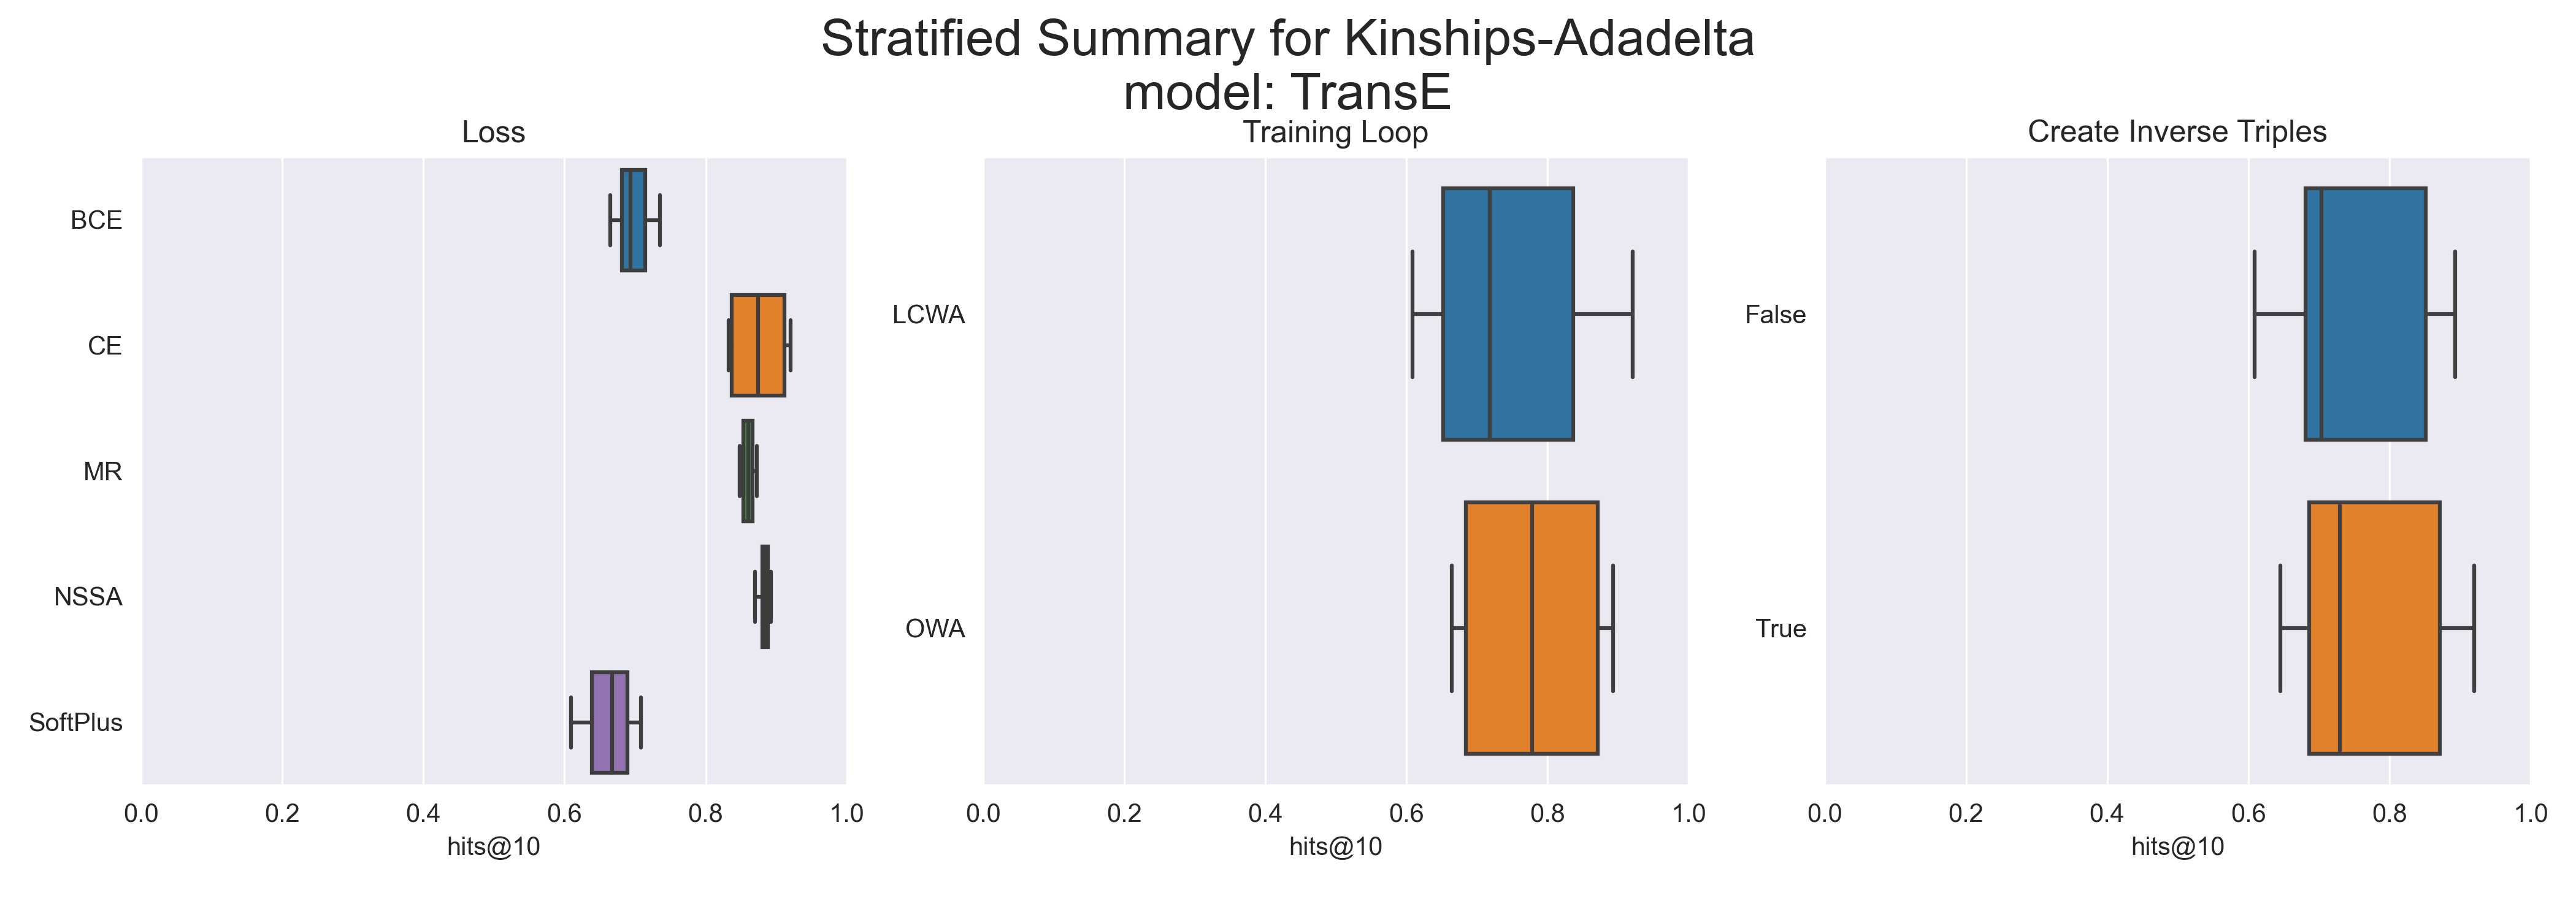 Stratified Summary for Kinships-Adadelta
model: TransE
Loss
BCE
CE
MR
NSSA
SoftPlus
0.0 0.2 0.4 0.6 0.8 1.0
hits@10
Training Loop
LCWA
OWA
0.0 0.2 0.4 0.6 0.8 1.0
hits@10
Create Inverse Triples
False
True
0.0 0.2 0.4 0.6 0.8 1.0
hits@10